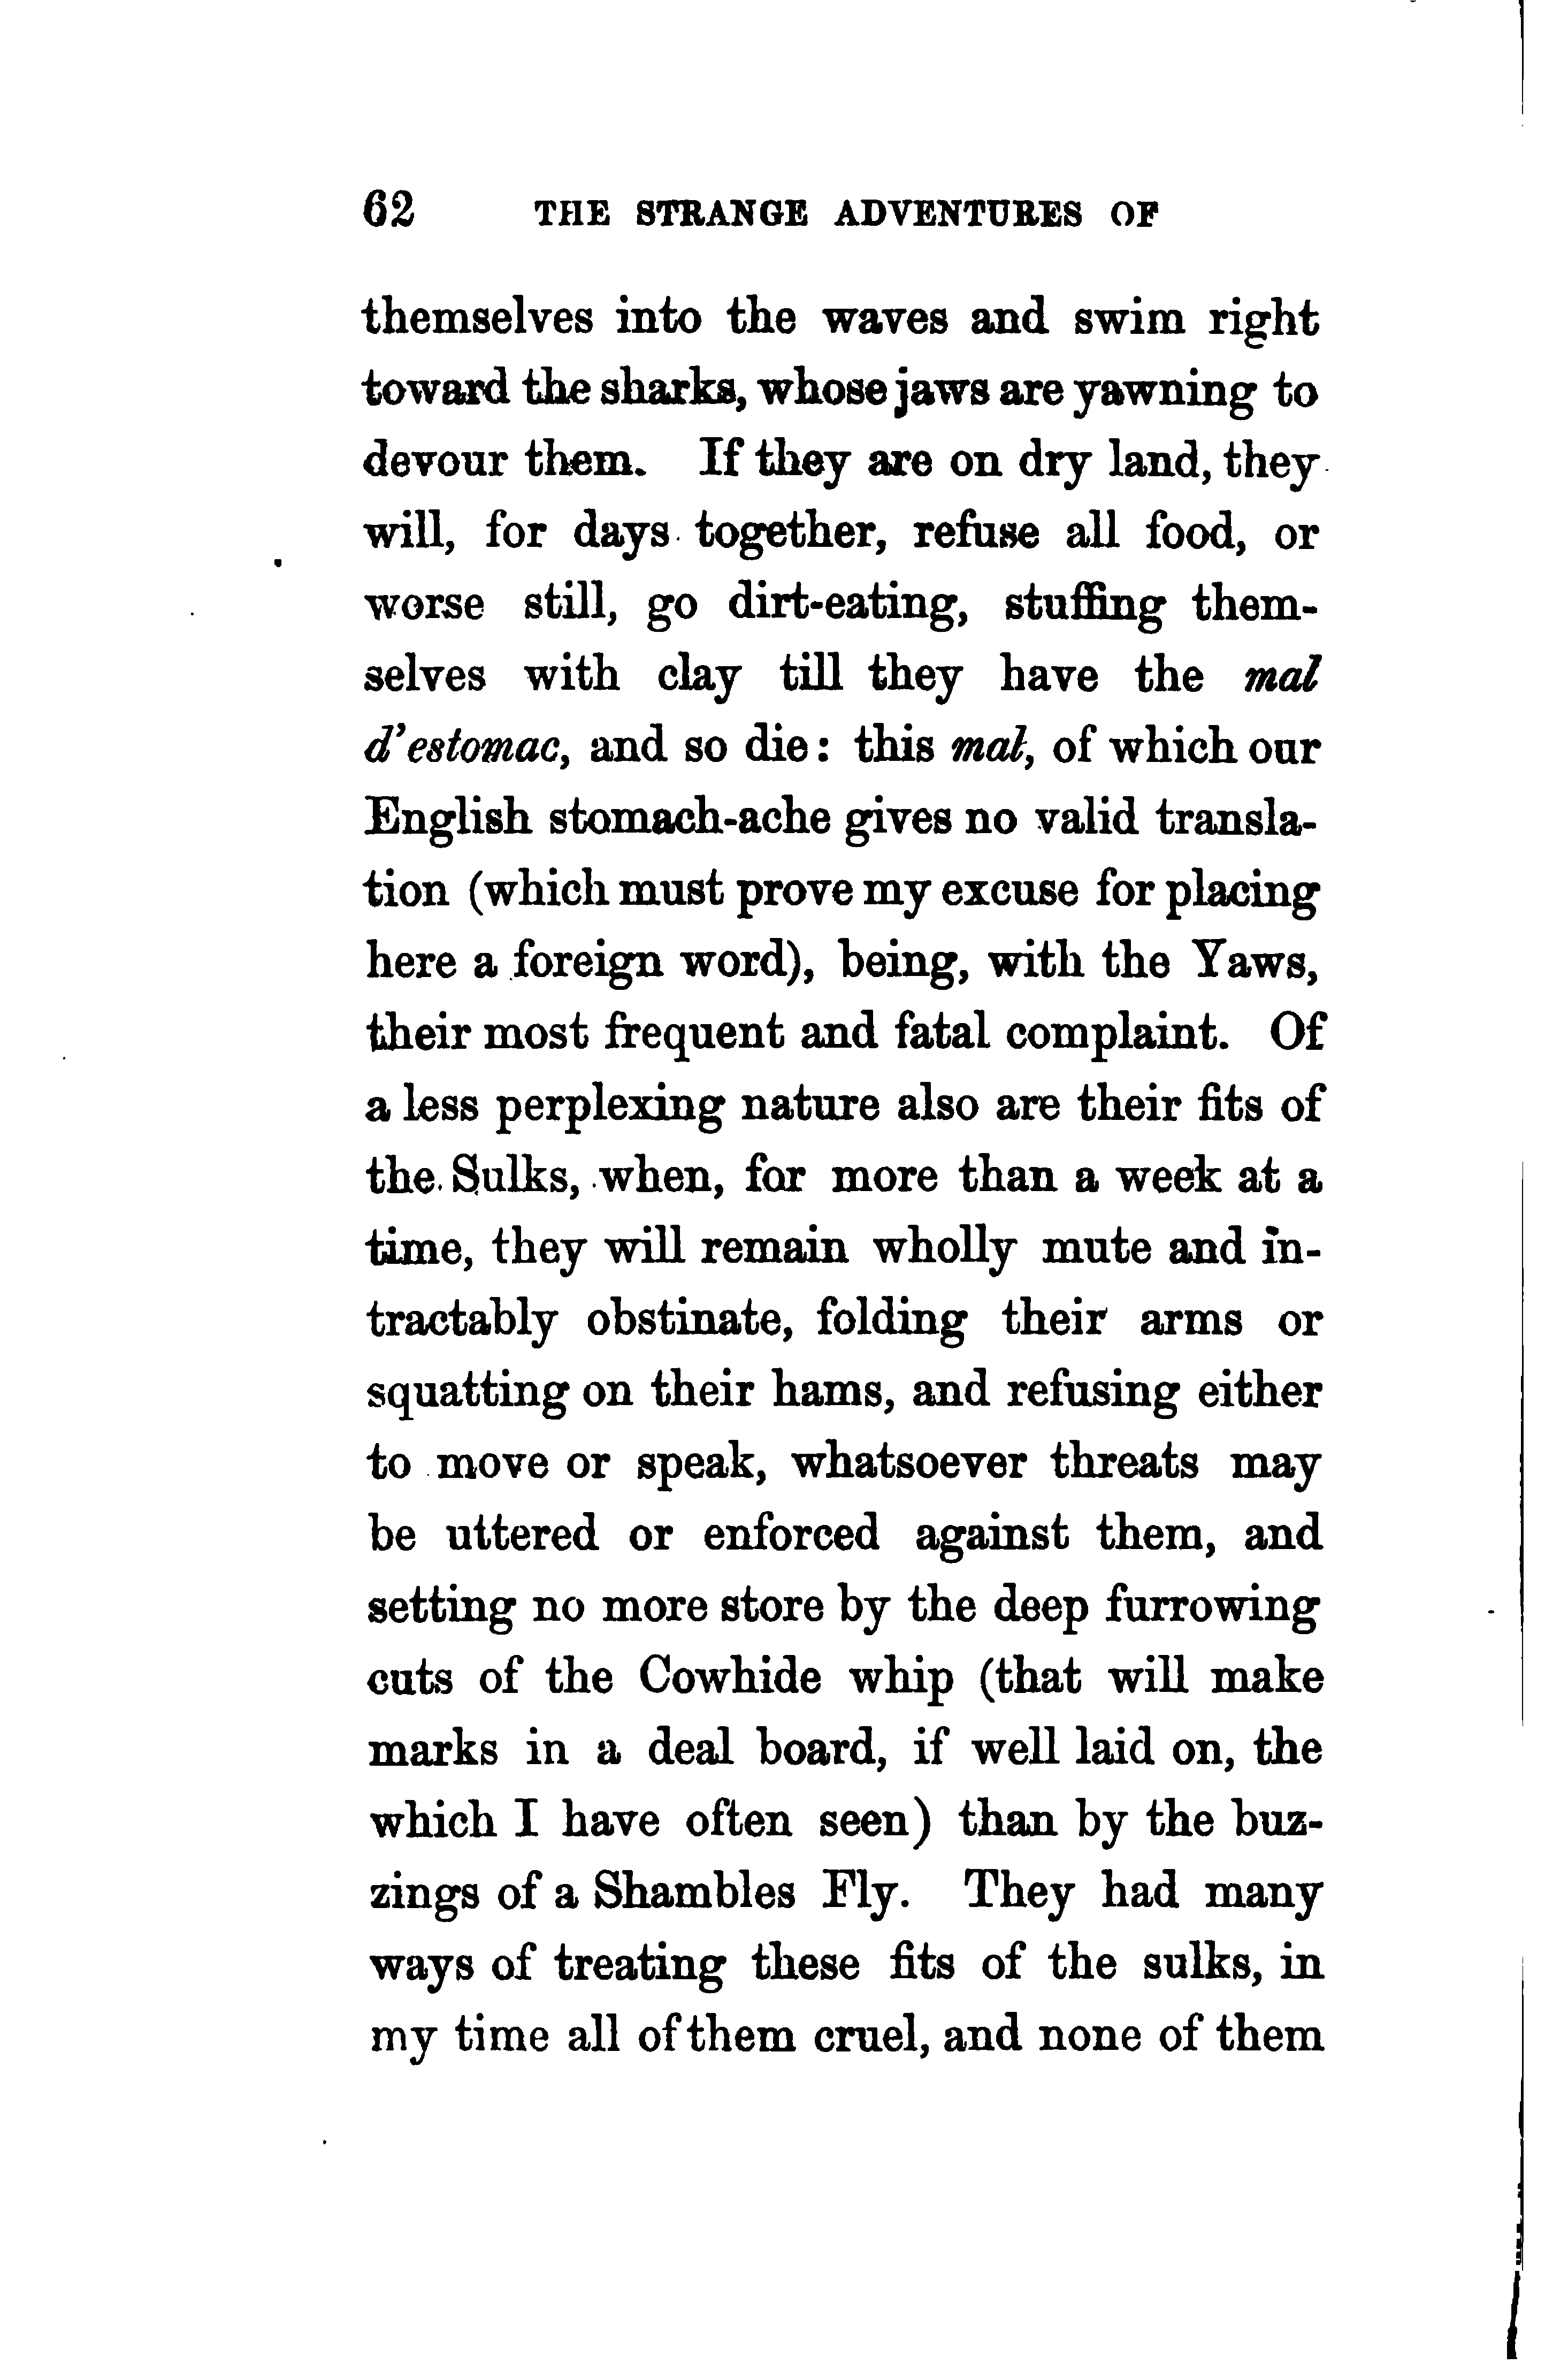 62 THE STRANGE ADVENTURES OF
themselves into the waves and swim right
toward the sharks, whose jaws are yawning to
devour them. If they are on dry land, they
will, for days together, refuse all food, or
worse still, go dirt-eating, stuffing them-
selves with clay till they have the mal
d'estomac, and so die: this mal, of which our
English stomach-ache gives no valid transla-
tion (which must prove my excuse for placing
here a foreign word), being, with the Yaws,
their most frequent and fatal complaint. Of
a less perplexing nature also are their fits of
the Sulks, when, for more than a week at a
time, they will remain wholly mute and in-
tractably obstinate, folding their arms or
squatting on their hams, and refusing either
to move or speak, whatsoever threats may
be uttered or enforced against them, and
setting no more store by the deep furrowing
cuts of the Cowhide whip (that will make
marks in a deal board, if well laid on, the
which I have often seen) than by the buz-
zings of a Shambles Fly. They had many
ways of treating these fits of the sulks, in
my time all of them cruel, and none of them